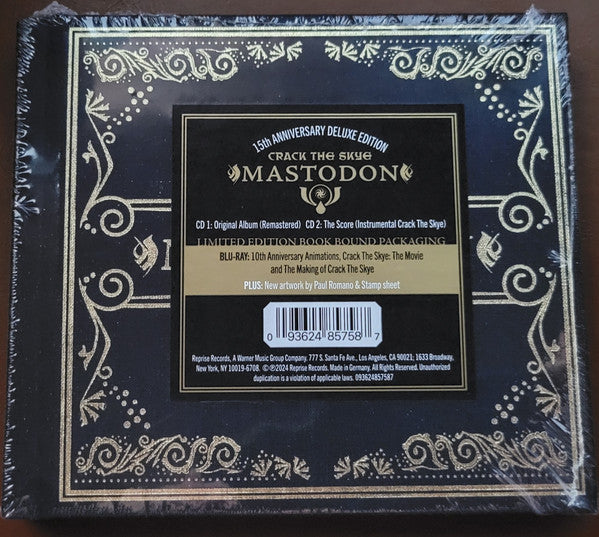 15th ANNIVERSARY DELUXE EDITION
CRACK THE SKYE
MASTODON
CD 1: Original Album (Remastered) CD 2: The Score (Instrumental Crack The Skye)
LIMITED EDITION BOOK BOUND PACKAGING
BLU-RAY: 10th Anniversary Animations, Crack The Skye: The Movie
and The Making of Crack The Skye
PLUS: New artwork by Paul Romano & Stamp sheet
0 93624 85758 7
Reprise Records, A Warner Music Group Company. 777 S. Santa Fe Ave., Los Angeles, CA 90021; 1633 Broadway,
New York, NY 10019-6708. ©℗2024 Reprise Records. Made in Germany. All Rights Reserved. Unauthorized
duplication is a violation of applicable laws. 093624857587